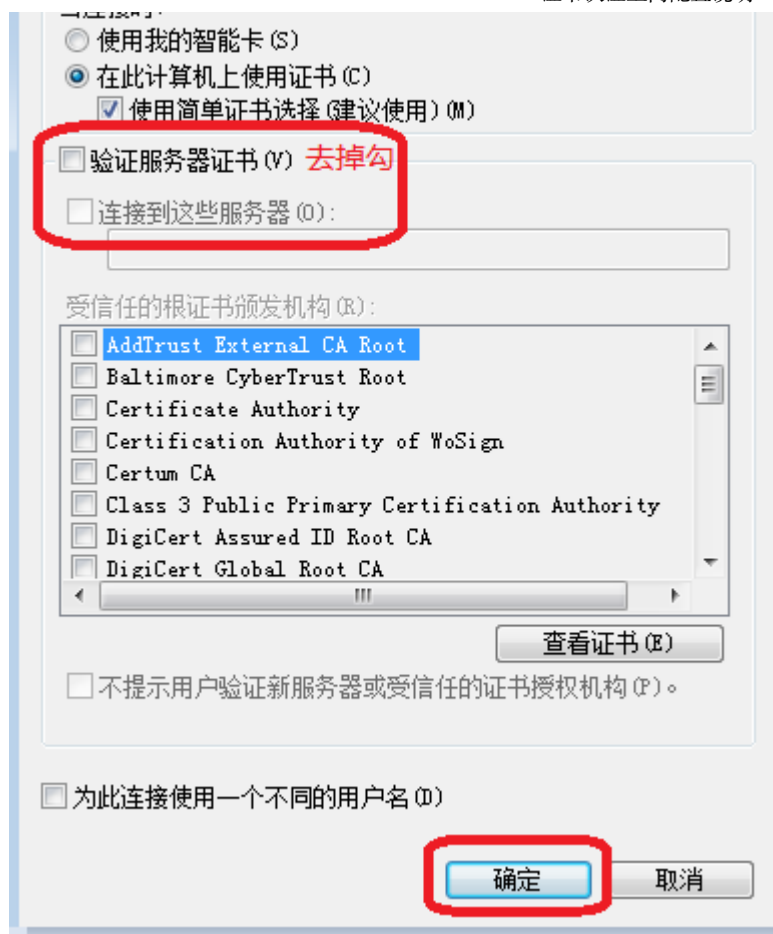 使用我的智能卡(S)
在此计算机上使用证书(C)
使用简单证书选择(建议使用)(M)
验证服务器证书(V) 去掉勾
连接到这些服务器(O):
受信任的根证书颁发机构(R):
AddTrust External CA Root
Baltimore CyberTrust Root
Certificate Authority
Certification Authority of WoSign
Certum CA
Class 3 Public Primary Certification Authority
DigiCert Assured ID Root CA
DigiCert Global Root CA
查看证书(E)
不提示用户验证新服务器或受信任的证书授权机构(P)。
为此连接使用一个不同的用户名(D)
确定 取消